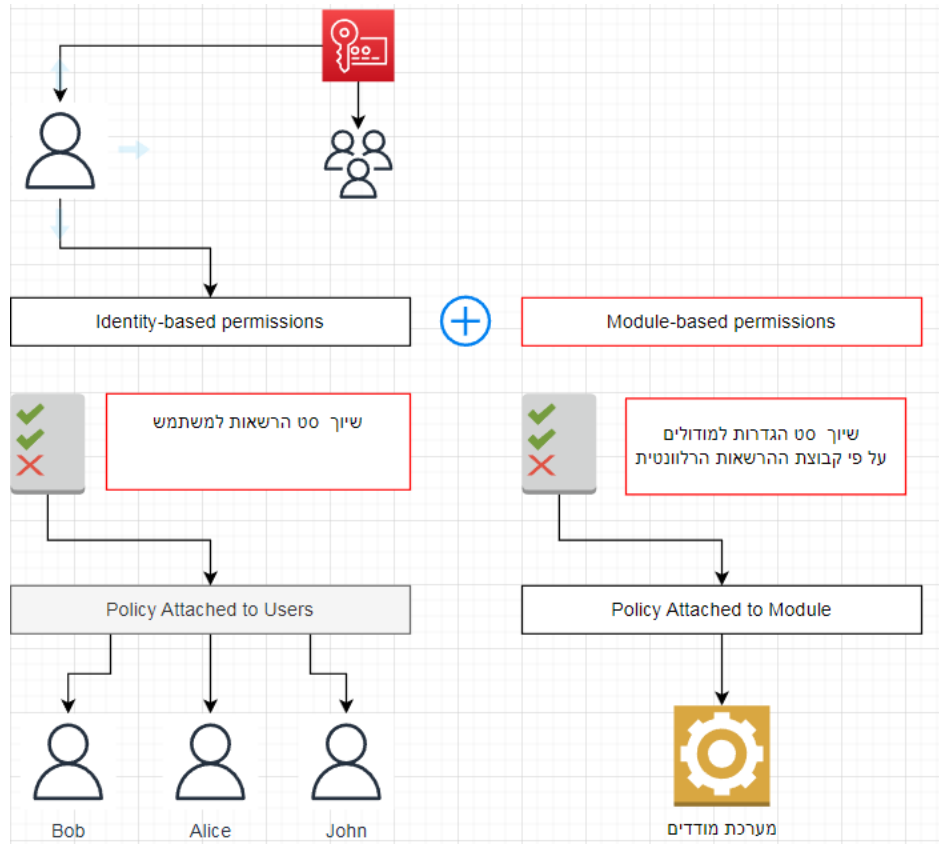 Identity-based permissions
Module-based permissions
שיוך סט הרשאות למשתמש
שיוך סט הגדרות למודולים
על פי קבוצת ההרשאות הרלוונטית
Policy Attached to Users
Policy Attached to Module
Bob
Alice
John
מערכת מודדים